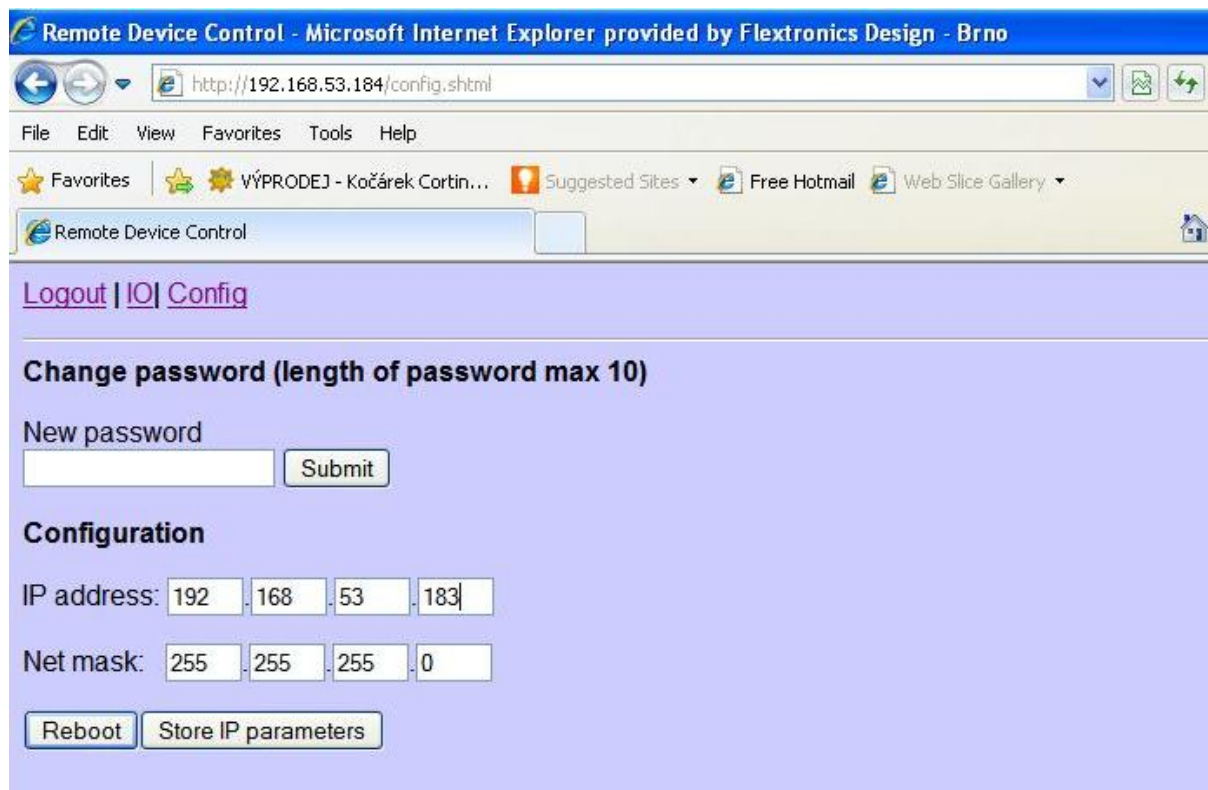 Remote Device Control - Microsoft Internet Explorer provided by Flextronics Design - Brno
http://192.168.53.184/config.shtml
File Edit View Favorites Tools Help
Favorites VÝPRODEJ - Kočárek Cortin... Suggested Sites Free Hotmail Web Slice Gallery
Remote Device Control
Logout | IO| Config
Change password (length of password max 10)
New password
Submit
Configuration
IP address: 192 . 168 . 53 . 183
Net mask: 255 . 255 . 255 . 0
Reboot Store IP parameters